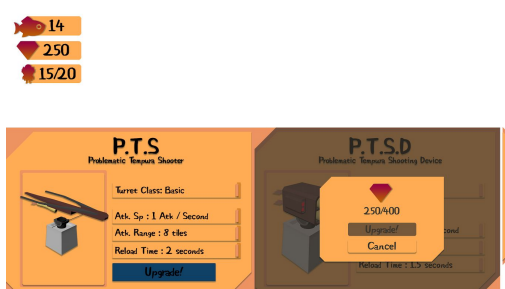 14
250
15/20
P.T.S
Problematic Tempura Shooter
Turret Class: Basic
Atk. Sp : 1 Atk / Second
Atk. Range : 8 tiles
Reload Time : 2 seconds
Upgrade!
P.T.S.D
Problematic Tempura Shooting Device
250/400
Upgrade!
Cancel
cond
Reload Time : 1.5 seconds